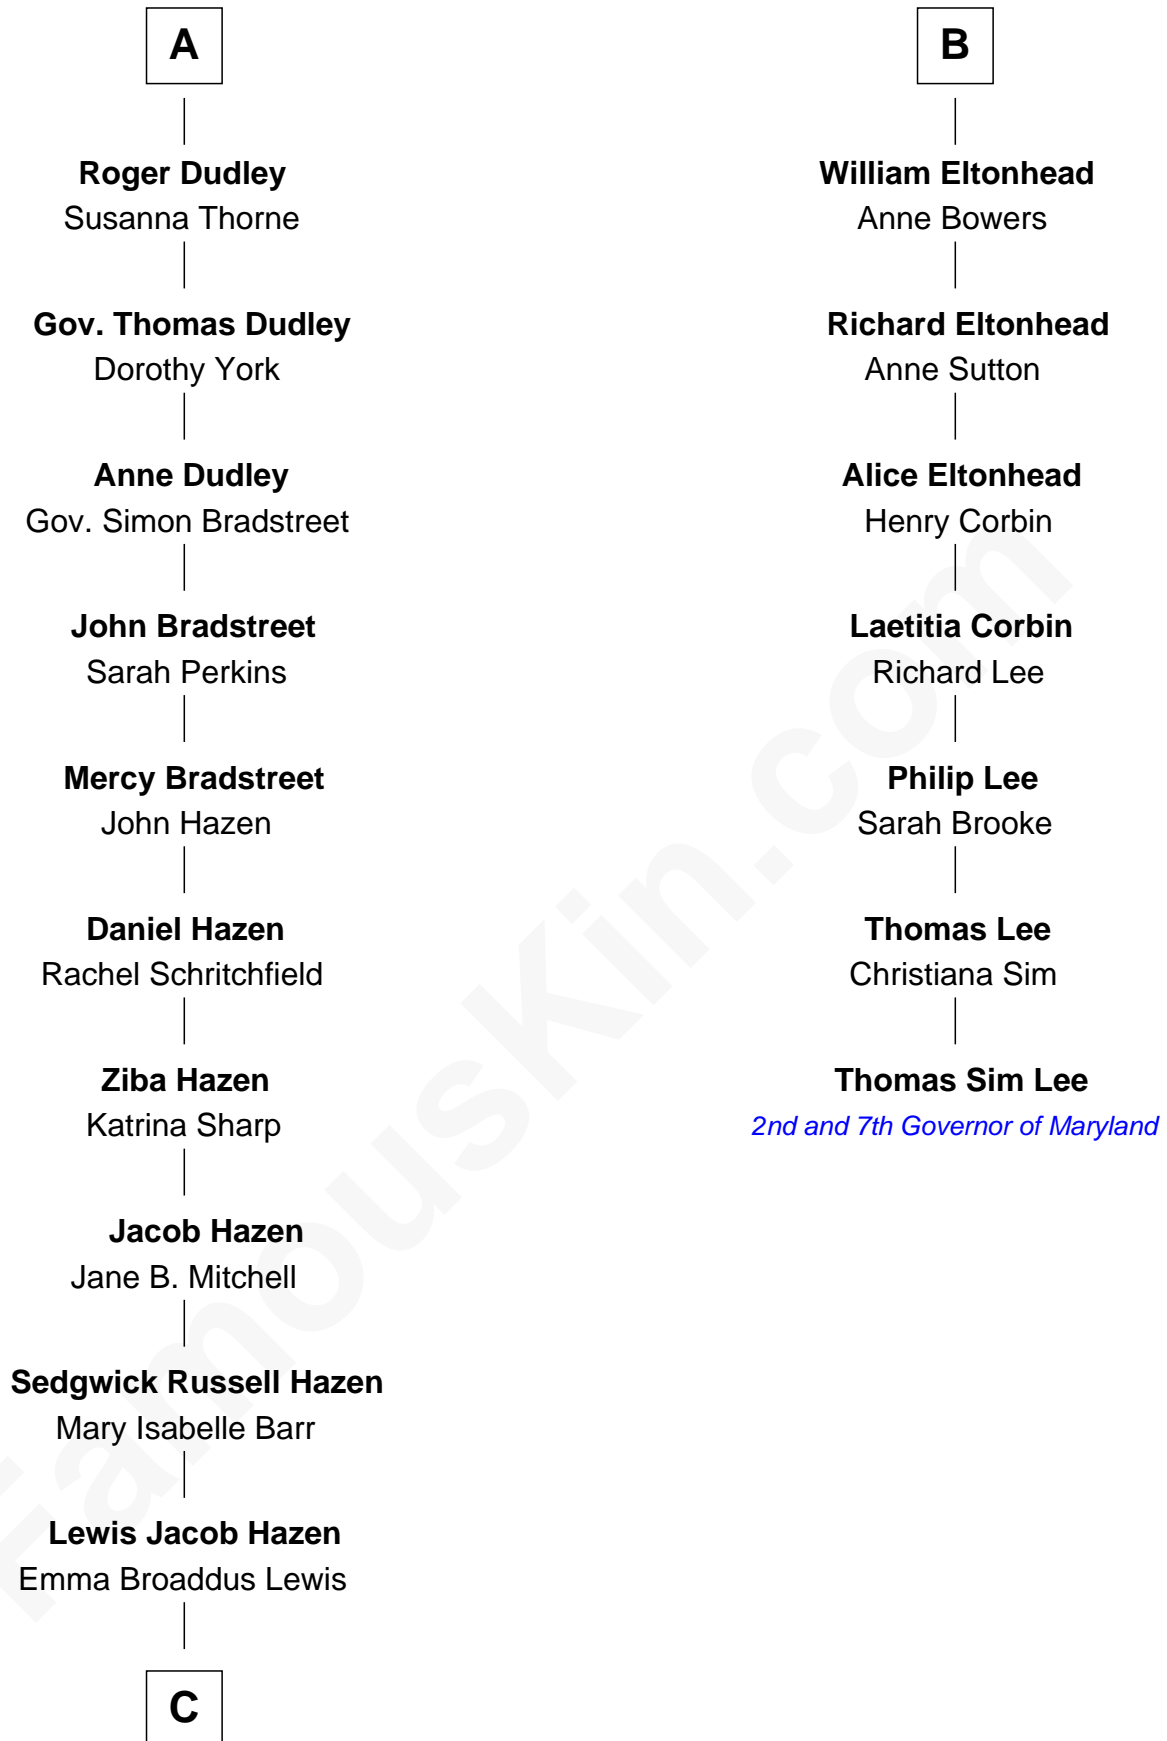 A
Roger Dudley
Susanna Thorne
Gov. Thomas Dudley
Dorothy York
Anne Dudley
Gov. Simon Bradstreet
John Bradstreet
Sarah Perkins
Mercy Bradstreet
John Hazen
Daniel Hazen
Rachel Schritchfield
Ziba Hazen
Katrina Sharp
Jacob Hazen
Jane B. Mitchell
Sedgwick Russell Hazen
Mary Isabelle Barr
Lewis Jacob Hazen
Emma Broaddus Lewis
C
B
William Eltonhead
Anne Bowers
Richard Eltonhead
Anne Sutton
Alice Eltonhead
Henry Corbin
Laetitia Corbin
Richard Lee
Philip Lee
Sarah Brooke
Thomas Lee
Christiana Sim
Thomas Sim Lee
2nd and 7th Governor of Maryland
FamousKin.com